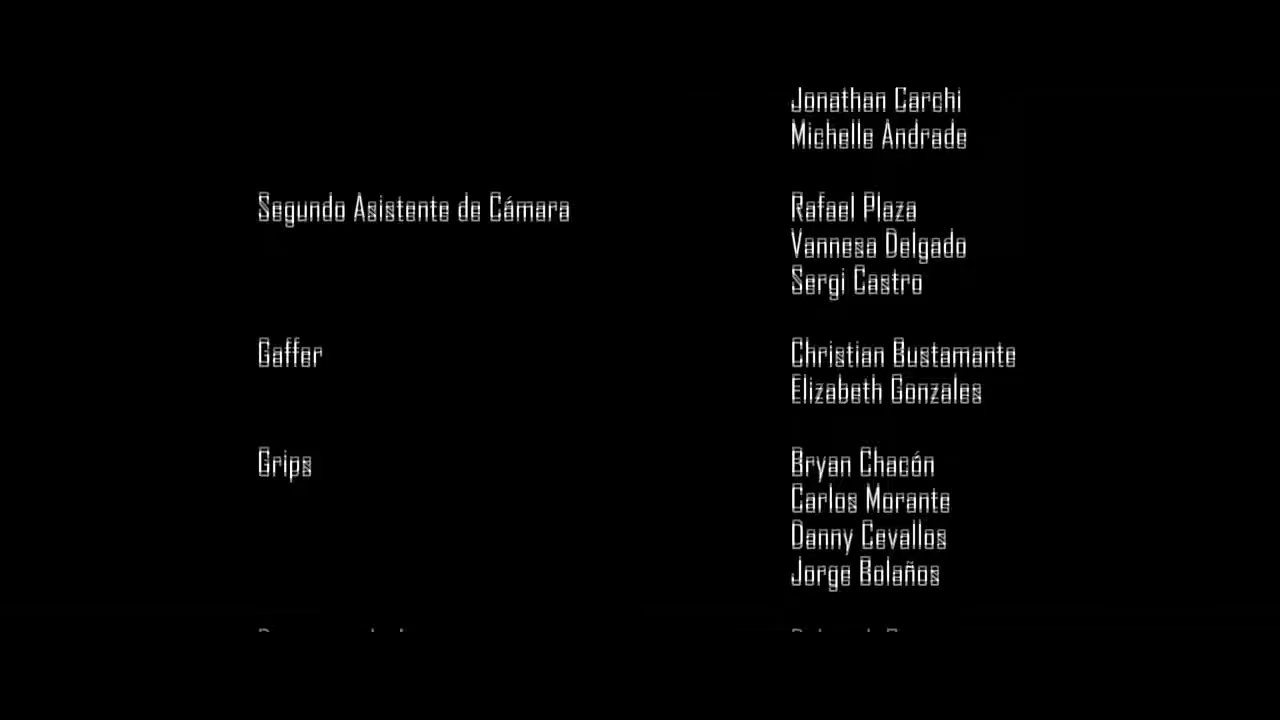 Jonathan Carchi
Michelle Andrade
Segundo Asistente de Cámara Rafael Plaza
Vannesa Delgado
Sergi Castro
Gaffer Christian Bustamante
Elizabeth Gonzales
Grips Bryan Chacón
Carlos Morante
Danny Cevallos
Jorge Bolaños